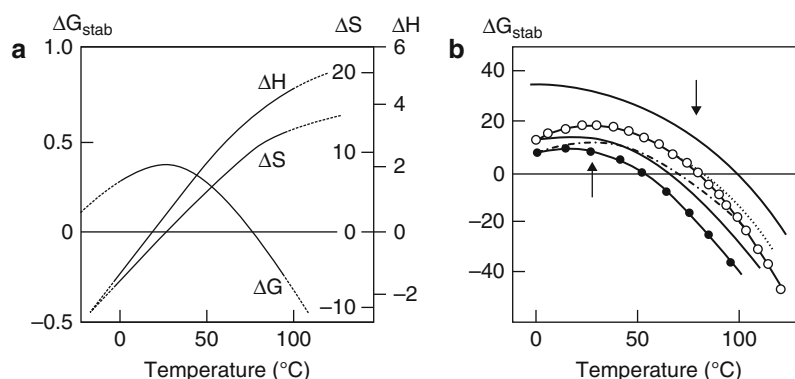 a
ΔG_stab
ΔS ΔH
1.0
0.5
0
–0.5
20
10
0
–10
6
4
2
0
–2
ΔH
ΔS
ΔG
0 50 100
Temperature (°C)
b
ΔG_stab
40
20
0
–20
–40
0 50 100
Temperature (°C)